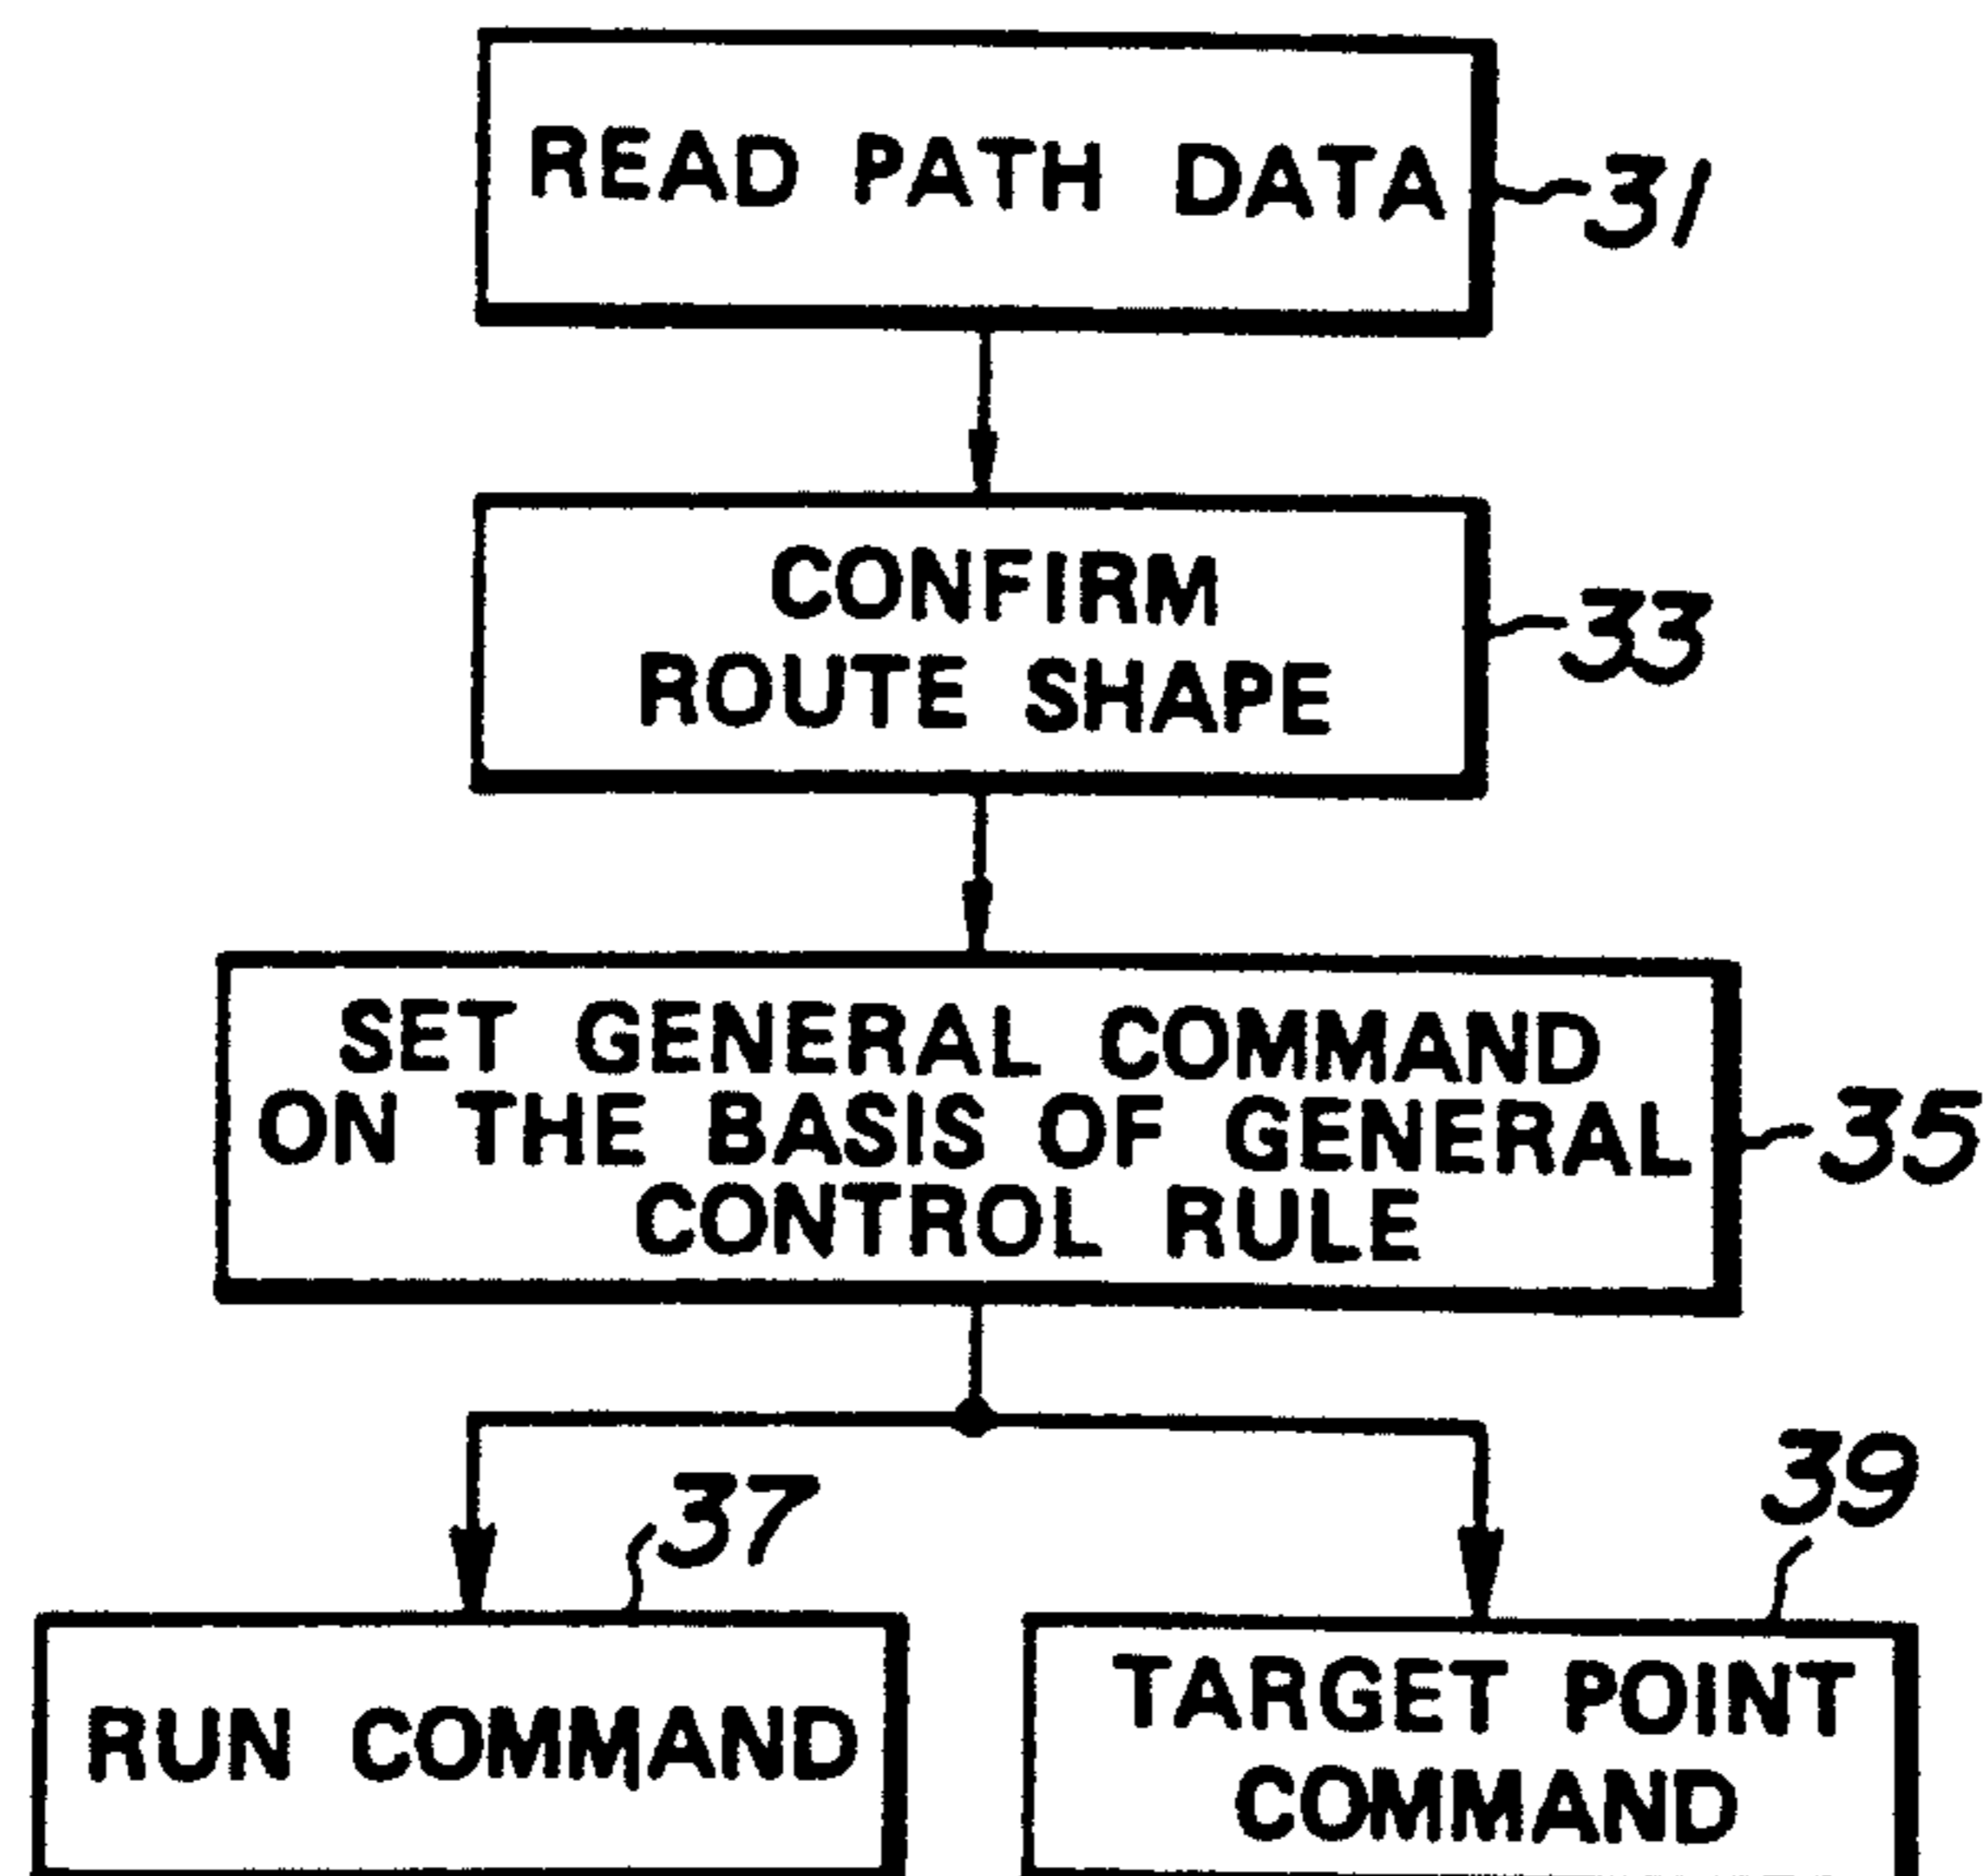 READ PATH DATA
31
CONFIRM
ROUTE SHAPE
33
SET GENERAL COMMAND
ON THE BASIS OF GENERAL
CONTROL RULE
35
37
39
RUN COMMAND
TARGET POINT
COMMAND